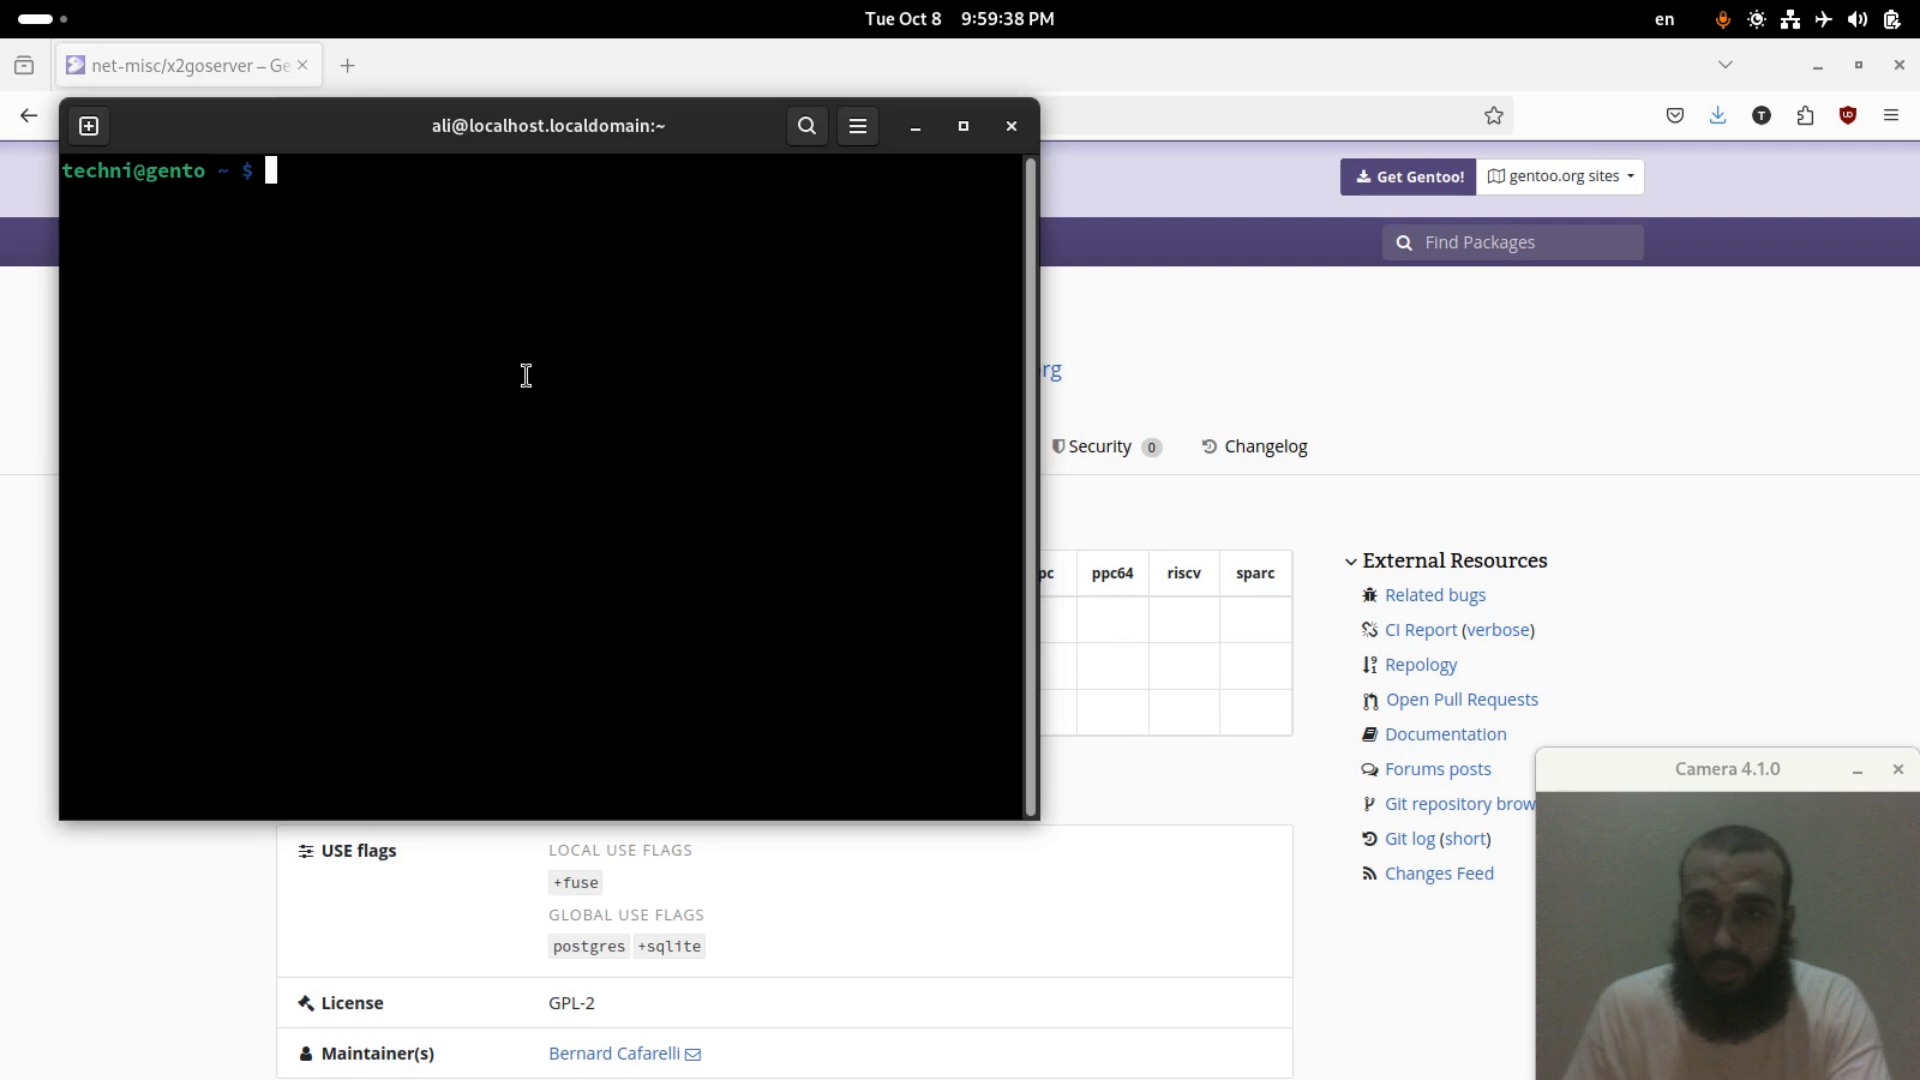 Tue Oct 8 9:59:38 PM
en
net-misc/x2goserver – Ge
ali@localhost.localdomain:~
techni@gento ~ $
Get Gentoo!
gentoo.org sites
Find Packages
org
Security 0
Changelog
pc ppc64 riscv sparc
External Resources
Related bugs
CI Report (verbose)
Repology
Open Pull Requests
Documentation
Forums posts
Git repository brow
Git log (short)
Changes Feed
Camera 4.1.0
USE flags
LOCAL USE FLAGS
+fuse
GLOBAL USE FLAGS
postgres +sqlite
License
GPL-2
Maintainer(s)
Bernard Cafarelli